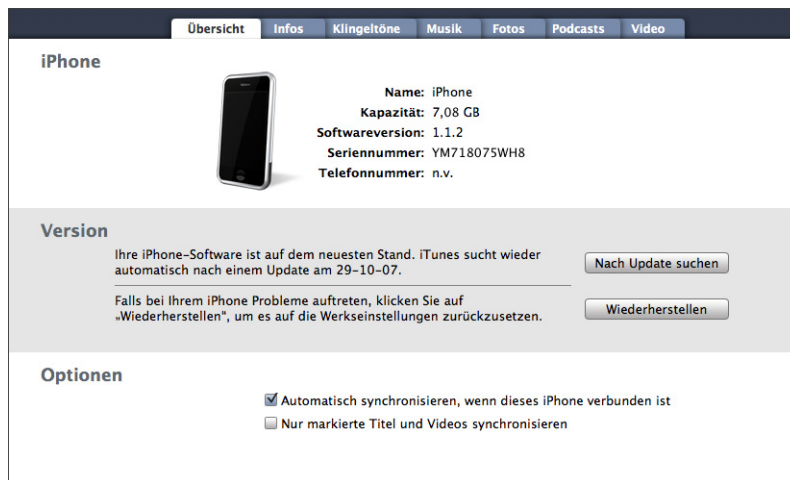 Übersicht Infos Klingeltöne Musik Fotos Podcasts Video
iPhone
Name: iPhone
Kapazität: 7,08 GB
Softwareversion: 1.1.2
Seriennummer: YM718075WH8
Telefonnummer: n.v.
Version
Ihre iPhone-Software ist auf dem neuesten Stand. iTunes sucht wieder
automatisch nach einem Update am 29-10-07.
Nach Update suchen
Falls bei Ihrem iPhone Probleme auftreten, klicken Sie auf
„Wiederherstellen“, um es auf die Werkseinstellungen zurückzusetzen.
Wiederherstellen
Optionen
Automatisch synchronisieren, wenn dieses iPhone verbunden ist
Nur markierte Titel und Videos synchronisieren